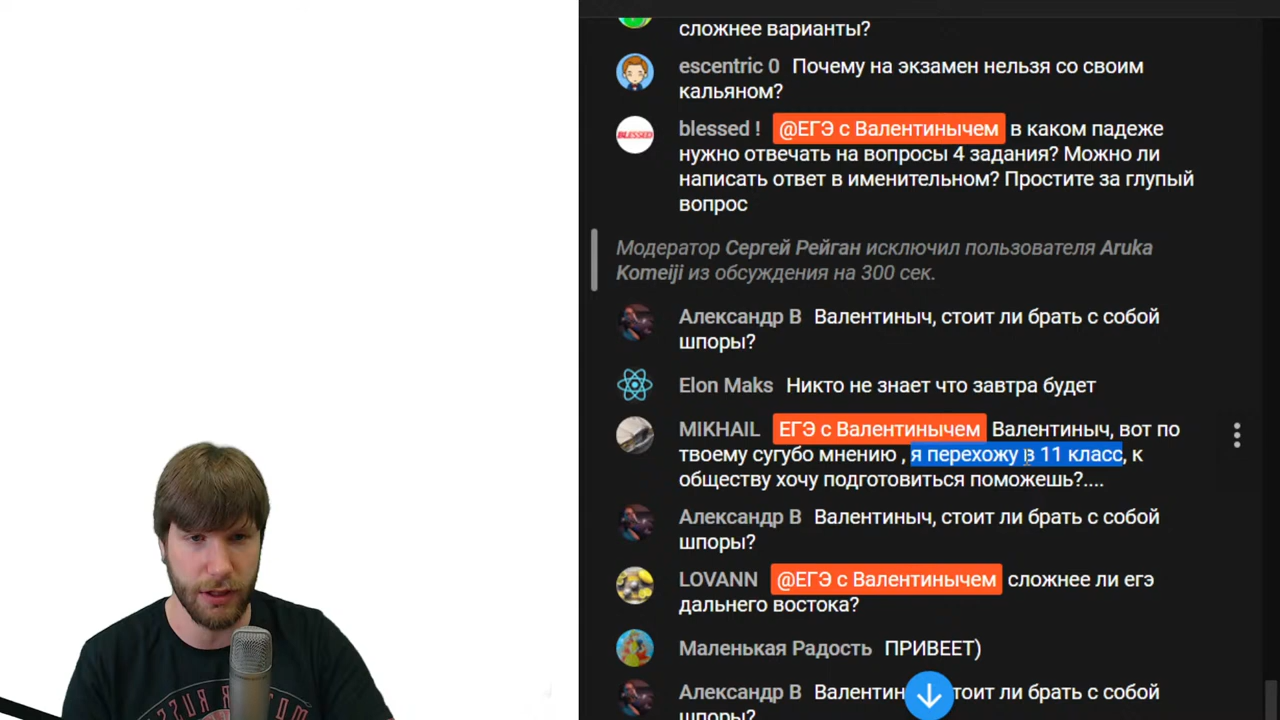 сложнее варианты?
escentric 0 Почему на экзамен нельзя со своим
кальяном?
BLESSED
blessed ! @ЕГЭ с Валентинычем в каком падеже
нужно отвечать на вопросы 4 задания? Можно ли
написать ответ в именительном? Простите за глупый
вопрос
Модератор Сергей Рейган исключил пользователя Aruka
Komeiji из обсуждения на 300 сек.
Александр В Валентиныч, стоит ли брать с собой
шпоры?
Elon Maks Никто не знает что завтра будет
MIKHAIL ЕГЭ с Валентинычем Валентиныч, вот по
твоему сугубо мнению , я перехожу в 11 класс, к
обществу хочу подготовиться поможешь?....
Александр В Валентиныч, стоит ли брать с собой
шпоры?
LOVANN @ЕГЭ с Валентинычем сложнее ли егэ
дальнего востока?
Маленькая Радость ПРИВЕЕТ)
Александр В стоит ли брать с собой
шпоры?